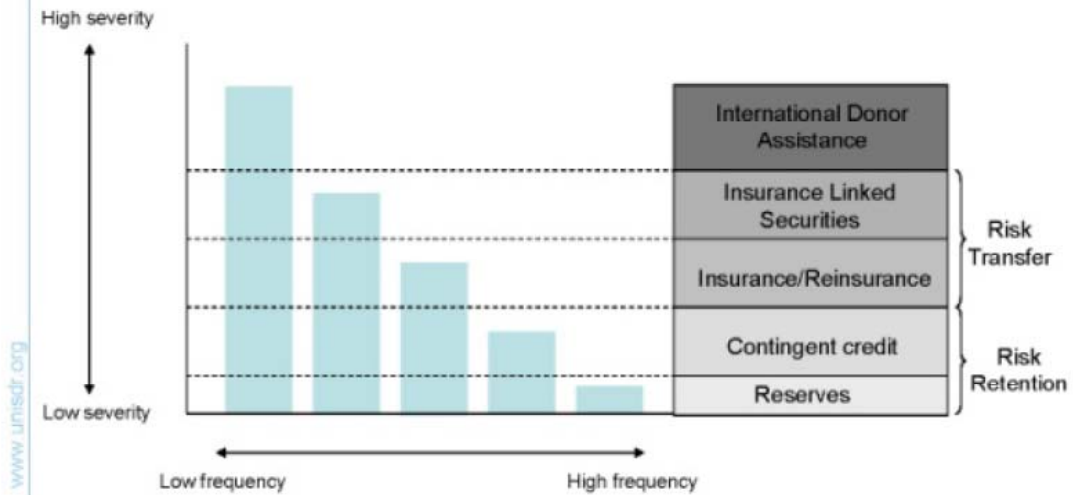 High severity
International Donor
Assistance
Insurance Linked
Securities
Risk
Transfer
Insurance/Reinsurance
Contingent credit
Risk
Retention
Reserves
Low severity
Low frequency
High frequency
www.unisdr.org